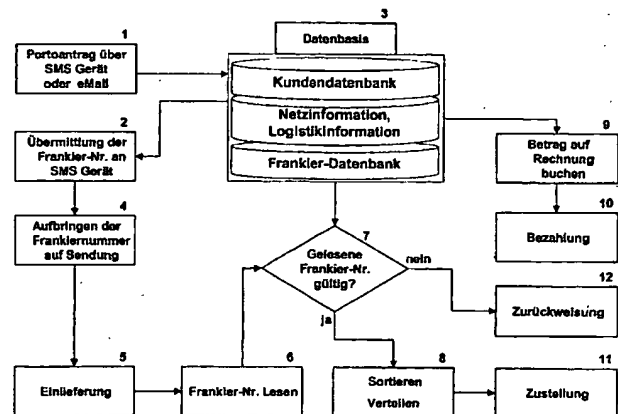 1
Portoantrag über
SMS Gerät
oder eMail
3
Datenbasis
Kundendatenbank
Netzinformation,
Logistikinformation
Frankier-Datenbank
2
Übermittlung der
Frankier-Nr. an
SMS Gerät
9
Betrag auf
Rechnung
buchen
4
Aufbringen der
Frankiernummer
auf Sendung
10
Bezahlung
7
Gelesene
Frankier-Nr.
gültig?
nein
ja
12
Zurückweisung
5
Einlieferung
6
Frankier-Nr. Lesen
8
Sortieren
Verteilen
11
Zustellung